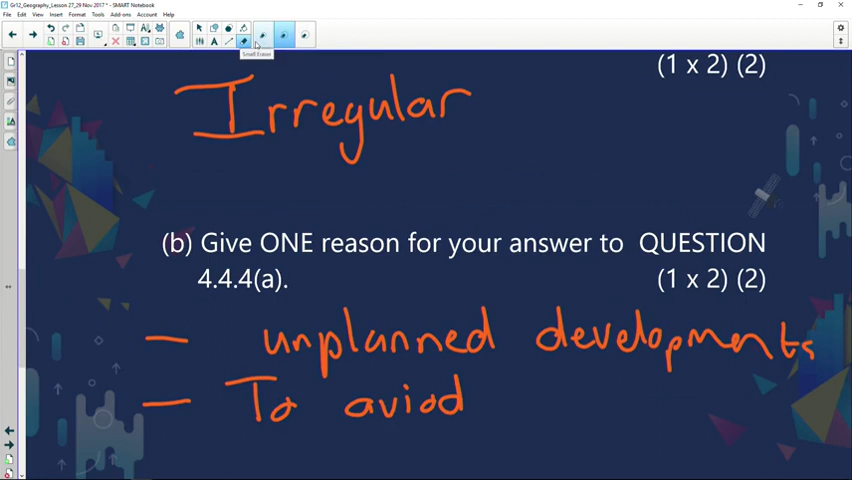 Gr12_Geography_Lesson 27_29 Nov 2017 * - SMART Notebook
File Edit View Insert Format Tools Add-ons Account Help
Small Eraser
(1 x 2) (2)
Irregular
(b) Give ONE reason for your answer to QUESTION
4.4.4(a). (1 x 2) (2)
— unplanned developments
— To aviod